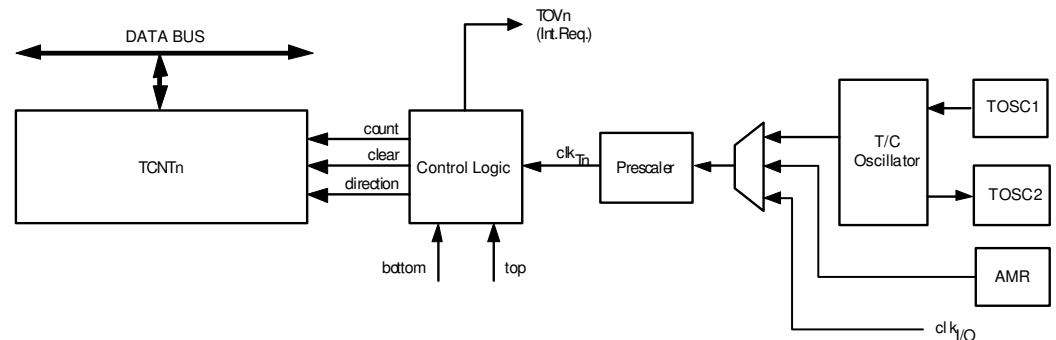 DATA BUS
TOVn
(Int.Req.)
TCNTn
count
clear
direction
Control Logic
clkTn
Prescaler
T/C
Oscillator
TOSC1
TOSC2
AMR
bottom
top
clkI/O